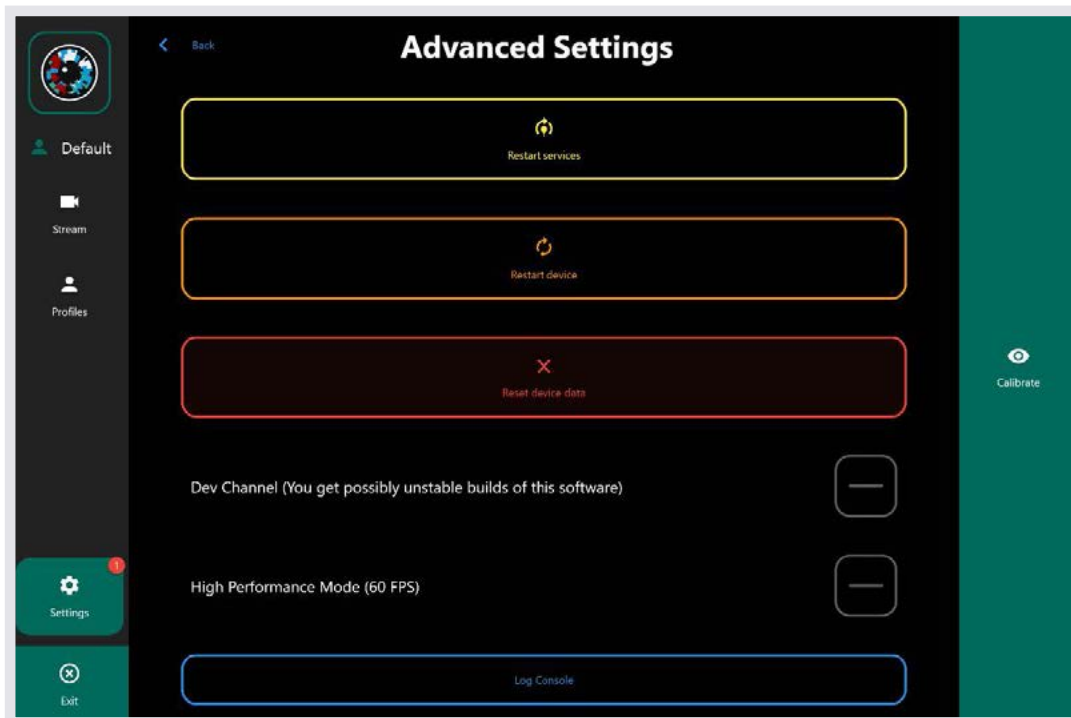 Back
Advanced Settings
Default
Stream
Profiles
Restart services
Restart device
Reset device data
Dev Channel (You get possibly unstable builds of this software)
High Performance Mode (60 FPS)
Log Console
1
Settings
Exit
Calibrate